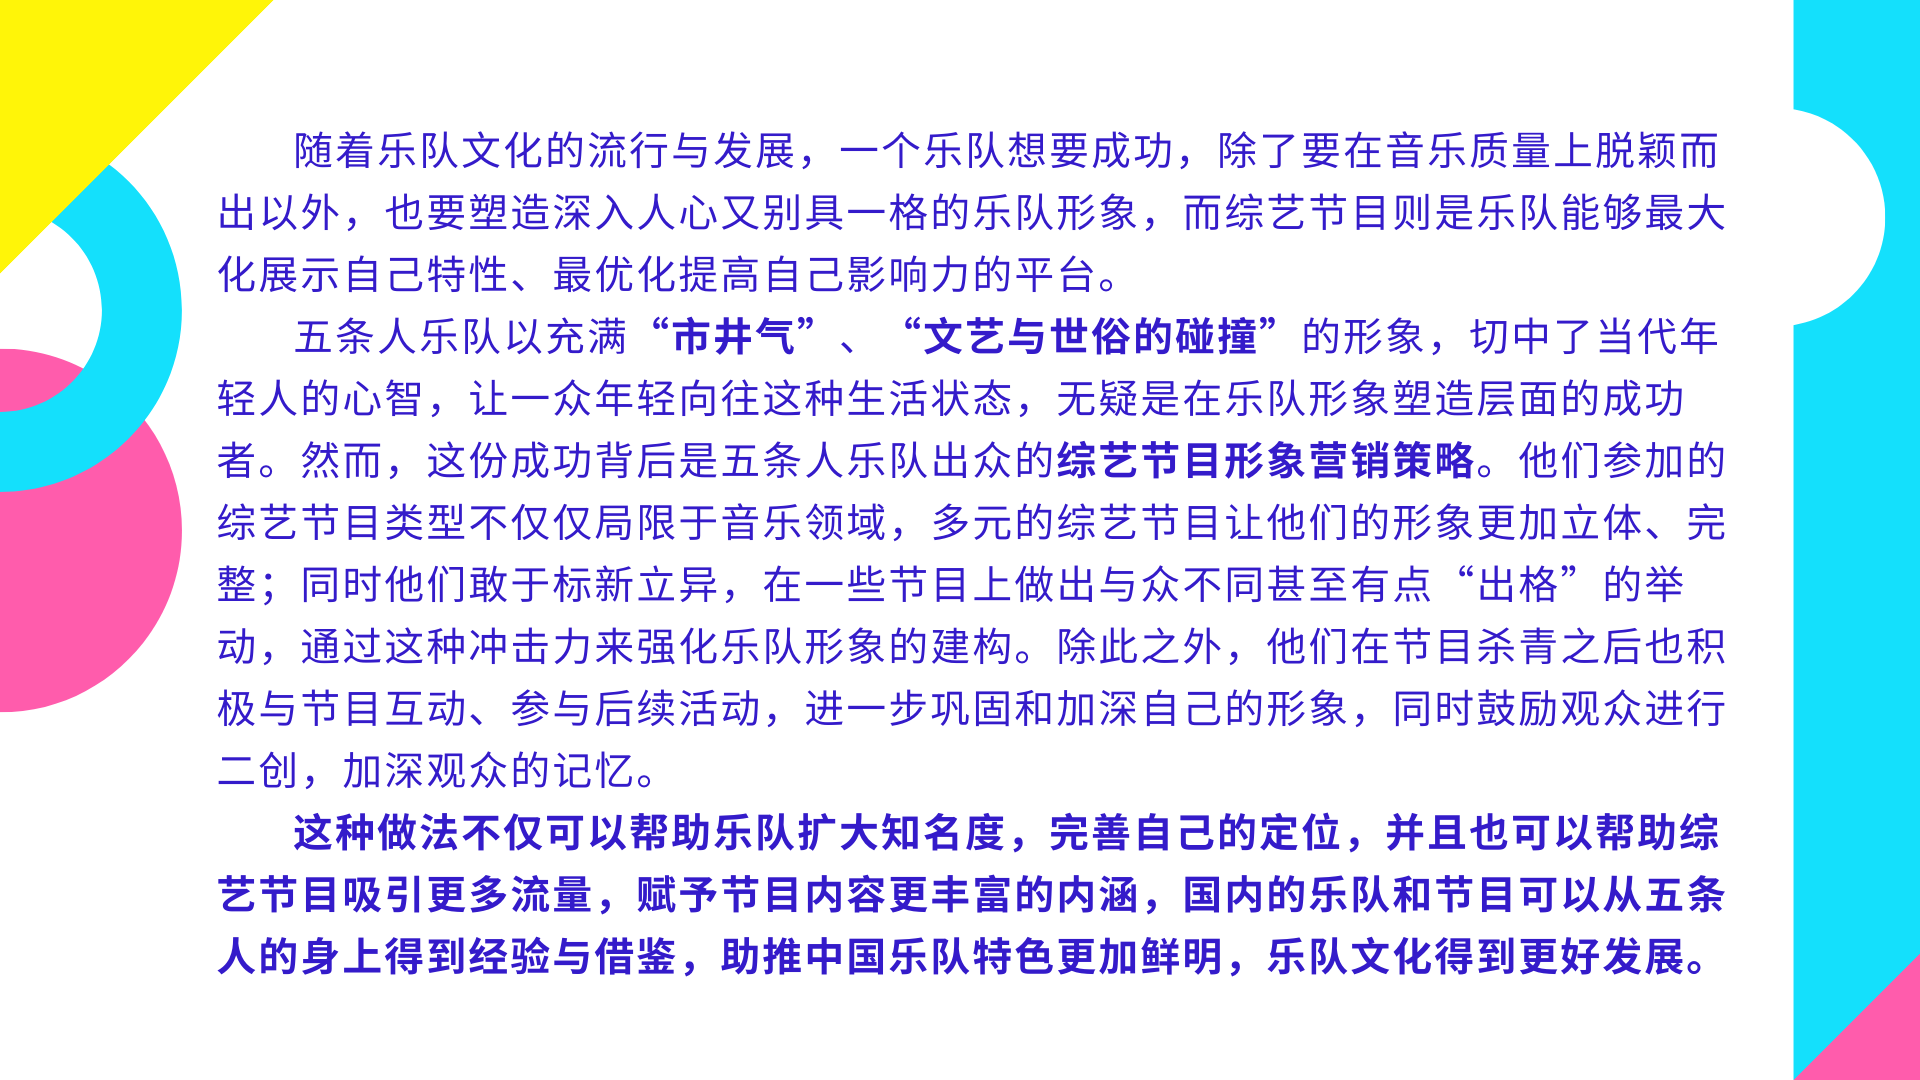 随着乐队文化的流行与发展，一个乐队想要成功，除了要在音乐质量上脱颖而
出以外，也要塑造深入人心又别具一格的乐队形象，而综艺节目则是乐队能够最大
化展示自己特性、最优化提高自己影响力的平台。
五条人乐队以充满“市井气”、“文艺与世俗的碰撞”的形象，切中了当代年
轻人的心智，让一众年轻向往这种生活状态，无疑是在乐队形象塑造层面的成功
者。然而，这份成功背后是五条人乐队出众的综艺节目形象营销策略。他们参加的
综艺节目类型不仅仅局限于音乐领域，多元的综艺节目让他们的形象更加立体、完
整；同时他们敢于标新立异，在一些节目上做出与众不同甚至有点“出格”的举
动，通过这种冲击力来强化乐队形象的建构。除此之外，他们在节目杀青之后也积
极与节目互动、参与后续活动，进一步巩固和加深自己的形象，同时鼓励观众进行
二创，加深观众的记忆。
这种做法不仅可以帮助乐队扩大知名度，完善自己的定位，并且也可以帮助综
艺节目吸引更多流量，赋予节目内容更丰富的内涵，国内的乐队和节目可以从五条
人的身上得到经验与借鉴，助推中国乐队特色更加鲜明，乐队文化得到更好发展。